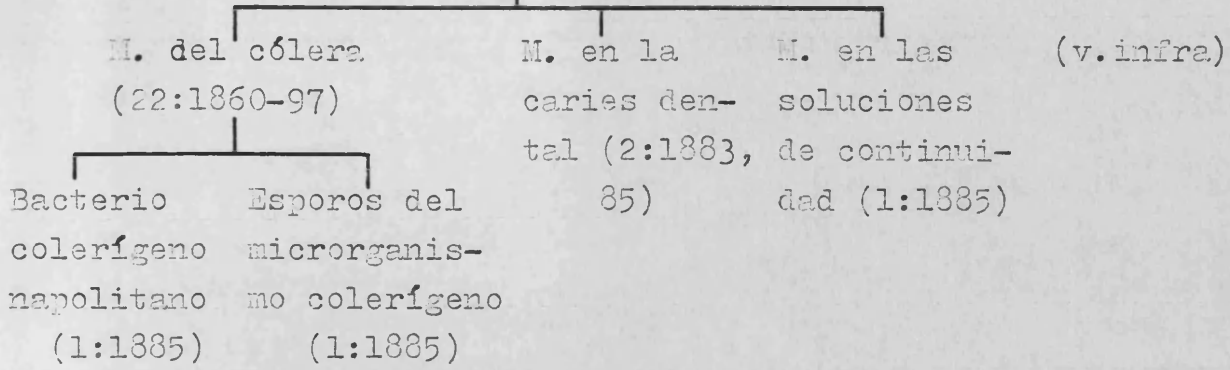 M. del cólera
(22:1860-97)
M. en la
caries den-
tal (2:1883,
85)
M. en las
soluciones
de continui-
dad (1:1885)
(v.infra)
Bacterio
colerígeno
napolitano
(1:1885)
Esporos del
microrganis-
mo colerígeno
(1:1885)